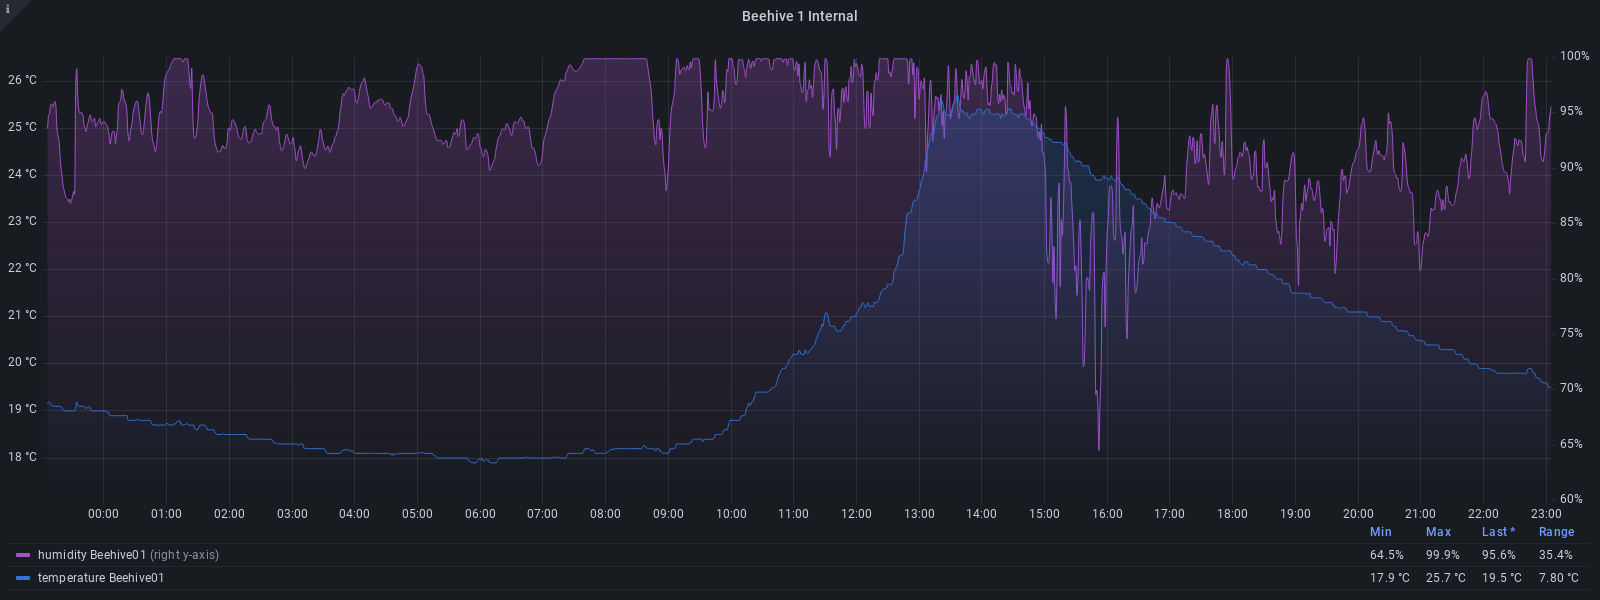 i
Beehive 1 Internal
26 °C
25 °C
24 °C
23 °C
22 °C
21 °C
20 °C
19 °C
18 °C
100%
95%
90%
85%
80%
75%
70%
65%
60%
00:00 01:00 02:00 03:00 04:00 05:00 06:00 07:00 08:00 09:00 10:00 11:00 12:00 13:00 14:00 15:00 16:00 17:00 18:00 19:00 20:00 21:00 22:00 23:00
Min Max Last * Range
humidity Beehive01 (right y-axis) 64.5% 99.9% 95.6% 35.4%
temperature Beehive01 17.9 °C 25.7 °C 19.5 °C 7.80 °C